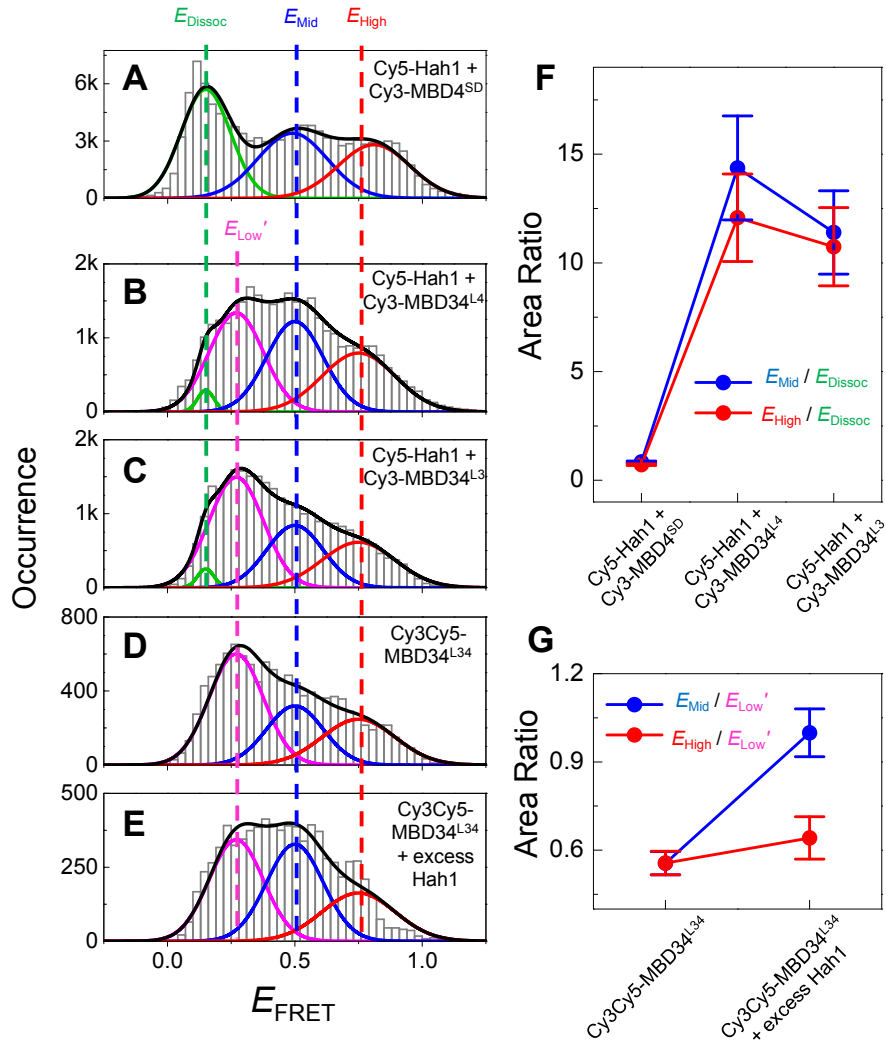 E_Dissoc E_Mid E_High
A
Cy5-Hah1 +
Cy3-MBD4^SD
6k
3k
0
E_Low'
B
Cy5-Hah1 +
Cy3-MBD34^L4
2k
1k
0
C
Cy5-Hah1 +
Cy3-MBD34^L3
2k
1k
0
D
Cy3Cy5-
MBD34^L34
800
400
0
E
Cy3Cy5-
MBD34^L34
+ excess
Hah1
500
250
0
0.0 0.5 1.0
E_FRET
Occurrence
F
15
10
5
0
Area Ratio
E_Mid / E_Dissoc
E_High / E_Dissoc
Cy5-Hah1 +
Cy3-MBD4^SD
Cy5-Hah1 +
Cy3-MBD34^L4
Cy5-Hah1 +
Cy3-MBD34^L3
G
1.2
0.9
0.6
Area Ratio
E_Mid / E_Low'
E_High / E_Low'
Cy3Cy5-MBD34^L34
Cy3Cy5-MBD34^L34
+ excess Hah1